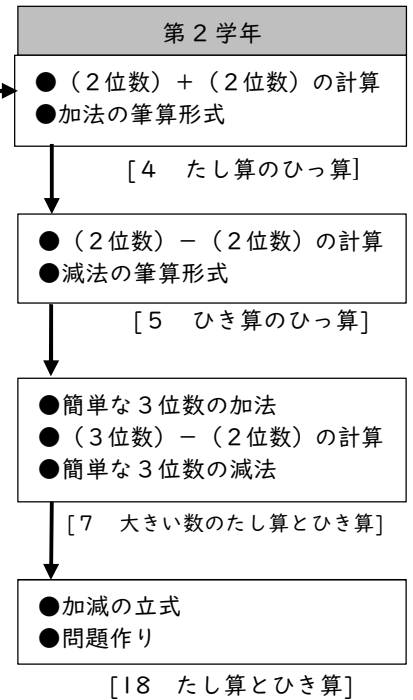 第2学年
●（2位数）＋（2位数）の計算
●加法の筆算形式
[4　たし算のひっ算]
●（2位数）－（2位数）の計算
●減法の筆算形式
[5　ひき算のひっ算]
●簡単な3位数の加法
●（3位数）－（2位数）の計算
●簡単な3位数の減法
[7　大きい数のたし算とひき算]
●加減の立式
●問題作り
[18　たし算とひき算]